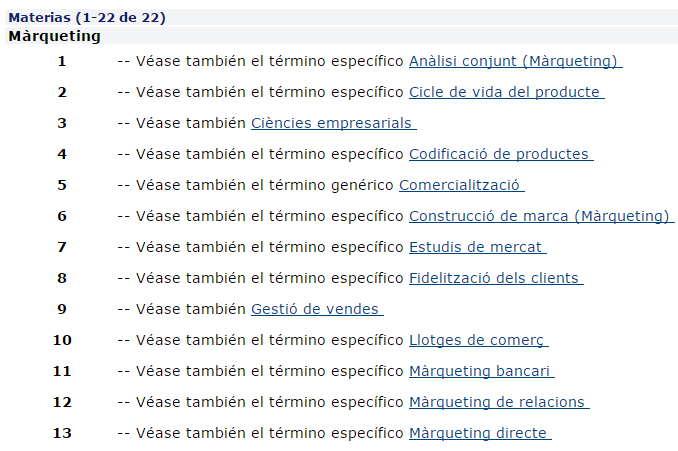 Materias (1-22 de 22)
Màrqueting
1 -- Véase también el término específico Anàlisi conjunt (Màrqueting)
2 -- Véase también el término específico Cicle de vida del producte
3 -- Véase también Ciències empresarials
4 -- Véase también el término específico Codificació de productes
5 -- Véase también el término genérico Comercialització
6 -- Véase también el término específico Construcció de marca (Màrqueting)
7 -- Véase también el término específico Estudis de mercat
8 -- Véase también el término específico Fidelització dels clients
9 -- Véase también Gestió de vendes
10 -- Véase también el término específico Llotges de comerç
11 -- Véase también el término específico Màrqueting bancari
12 -- Véase también el término específico Màrqueting de relacions
13 -- Véase también el término específico Màrqueting directe